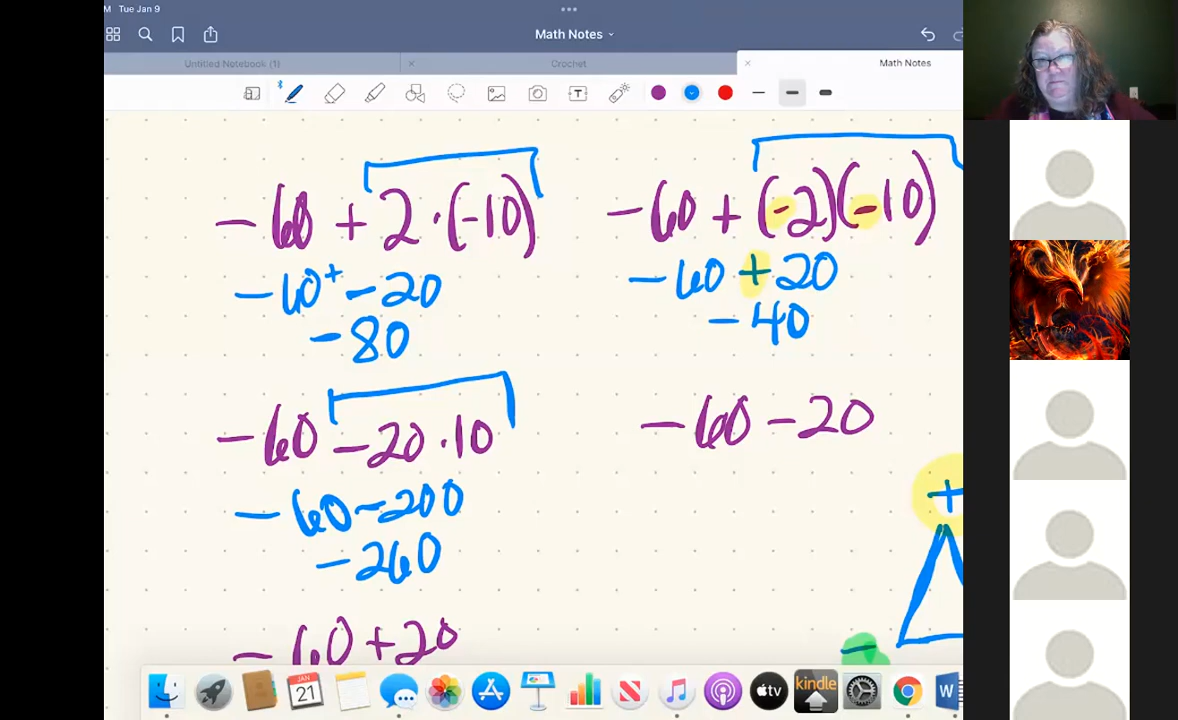 M Tue Jan 9
Math Notes
Untitled Notebook (1)
Crochet
Math Notes
-60 + 2 · (-10)
-60 + -20
-80
-60 + (-2)(-10)
-60 + 20
-40
-60 - 20 · 10
-60 - 200
-260
-60 - 20
+
-
-60 + 20
JAN
21
tv
kindle
W